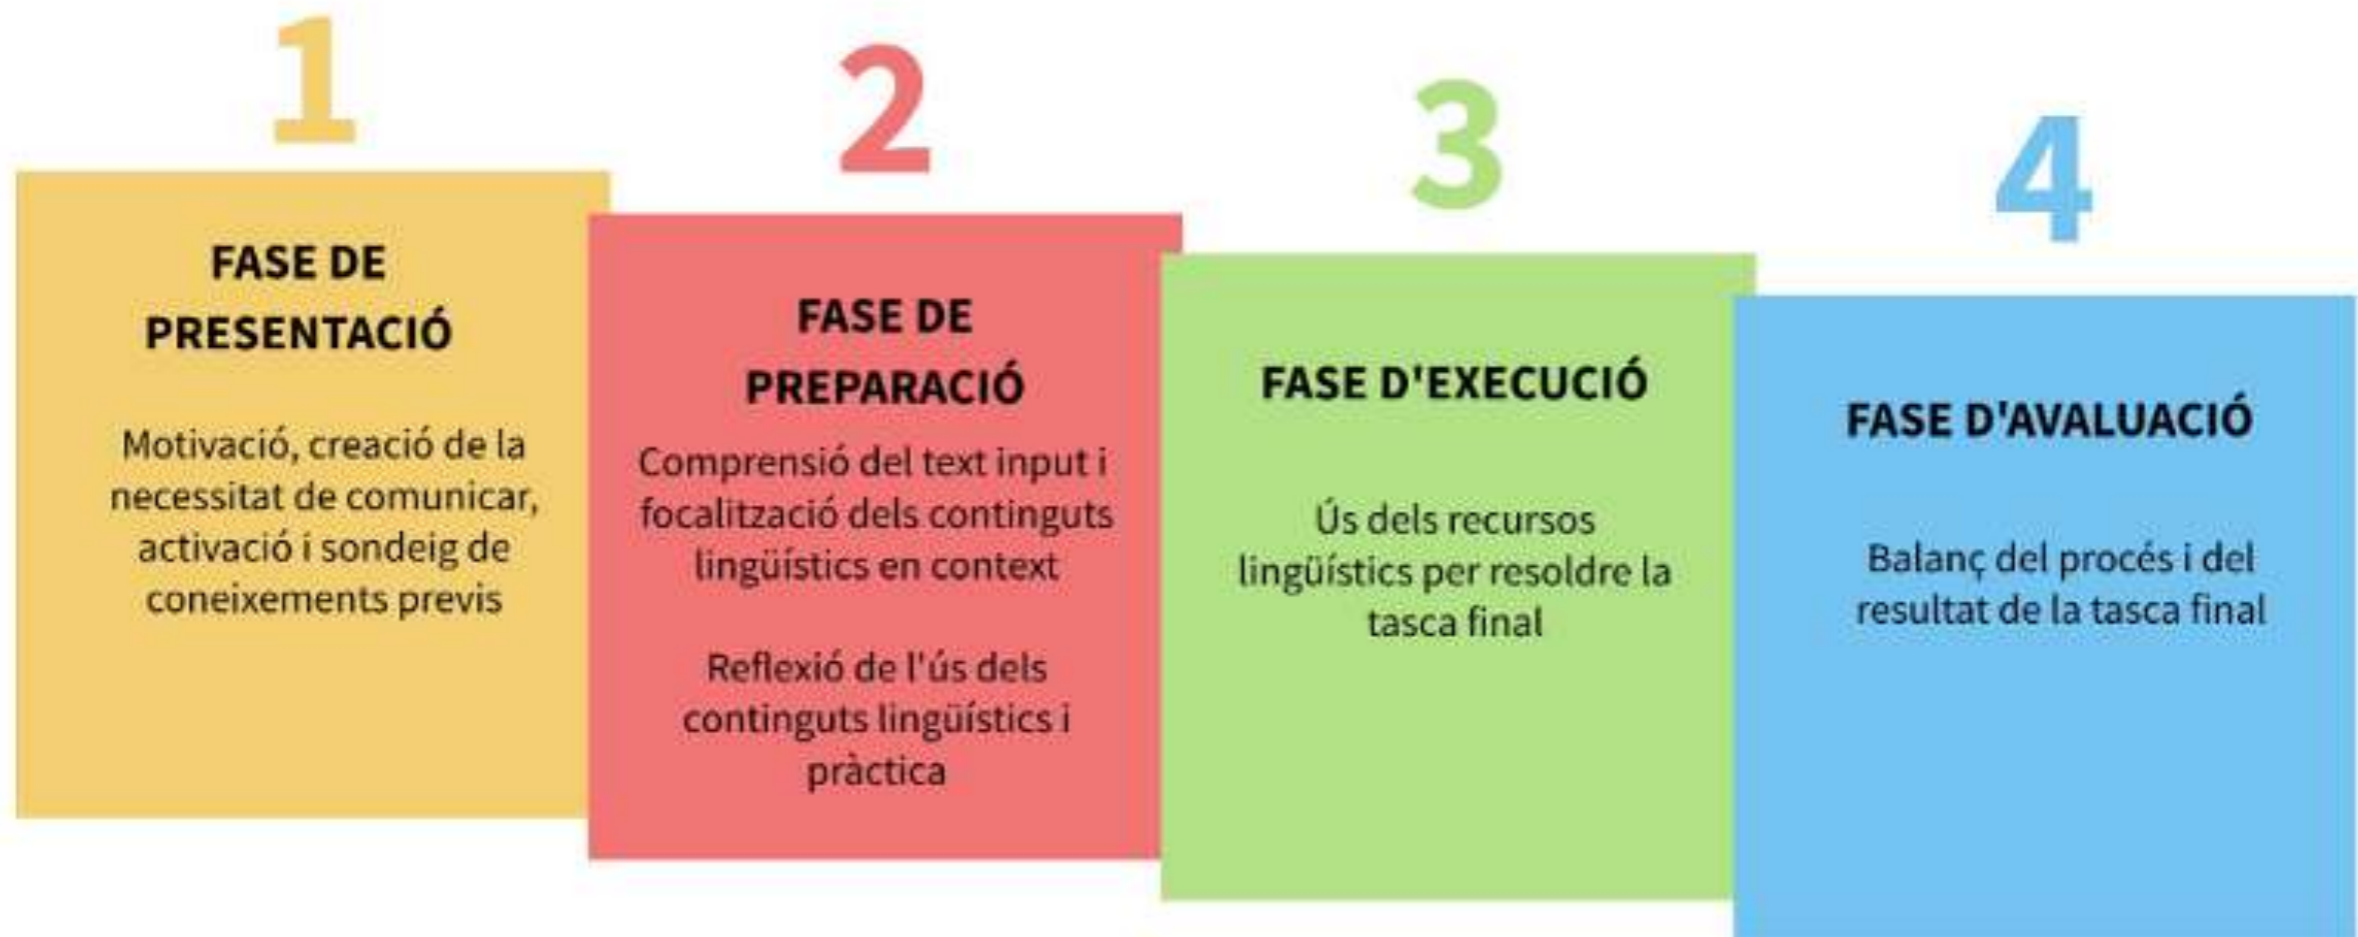 1
FASE DE
PRESENTACIÓ
Motivació, creació de la
necessitat de comunicar,
activació i sondeig de
coneixements previs
2
FASE DE
PREPARACIÓ
Comprensió del text input i
focalització dels continguts
lingüístics en context
Reflexió de l'ús dels
continguts lingüístics i
pràctica
3
FASE D'EXECUCIÓ
Ús dels recursos
lingüístics per resoldre la
tasca final
4
FASE D'AVALUACIÓ
Balanç del procés i del
resultat de la tasca final